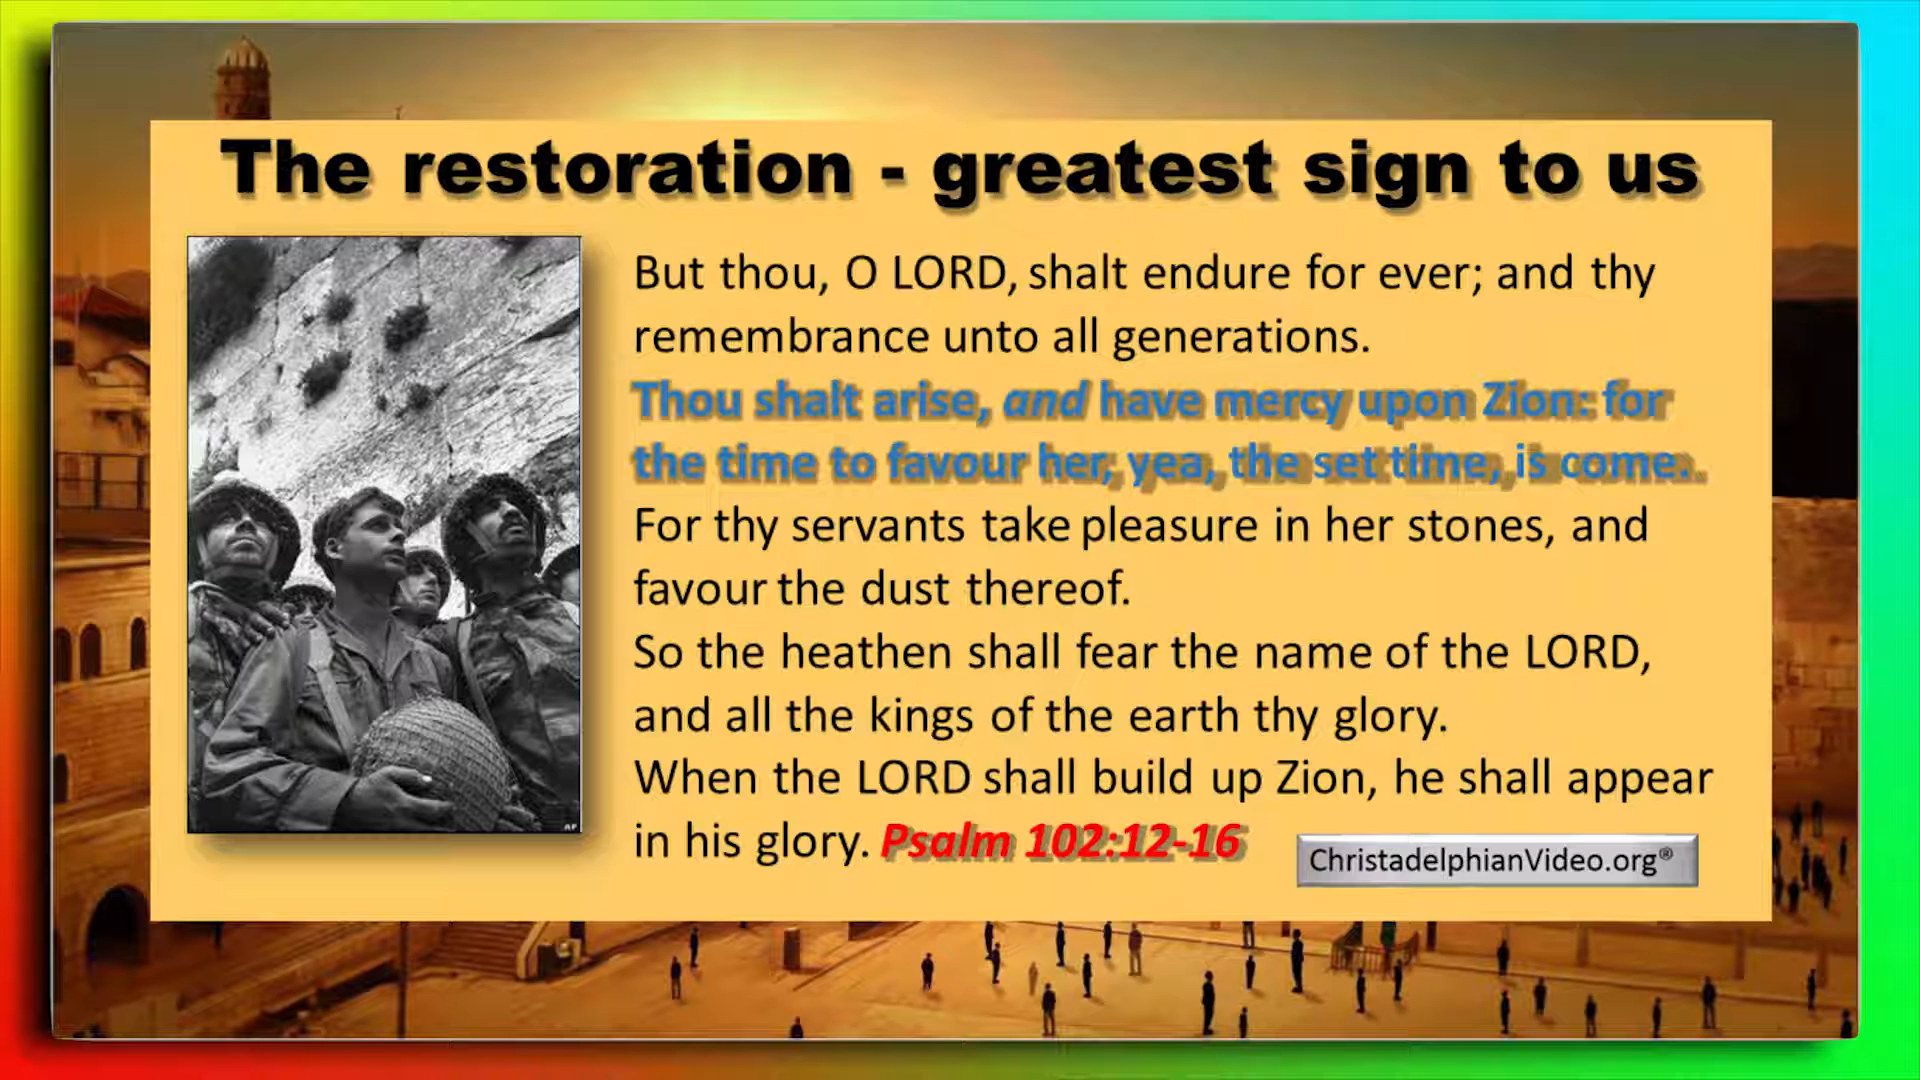 The restoration - greatest sign to us
But thou, O LORD, shalt endure for ever; and thy
remembrance unto all generations.
Thou shalt arise, and have mercy upon Zion: for
the time to favour her, yea, the set time, is come.
For thy servants take pleasure in her stones, and
favour the dust thereof.
So the heathen shall fear the name of the LORD,
and all the kings of the earth thy glory.
When the LORD shall build up Zion, he shall appear
in his glory. Psalm 102:12-16
ChristadelphianVideo.org®
AP